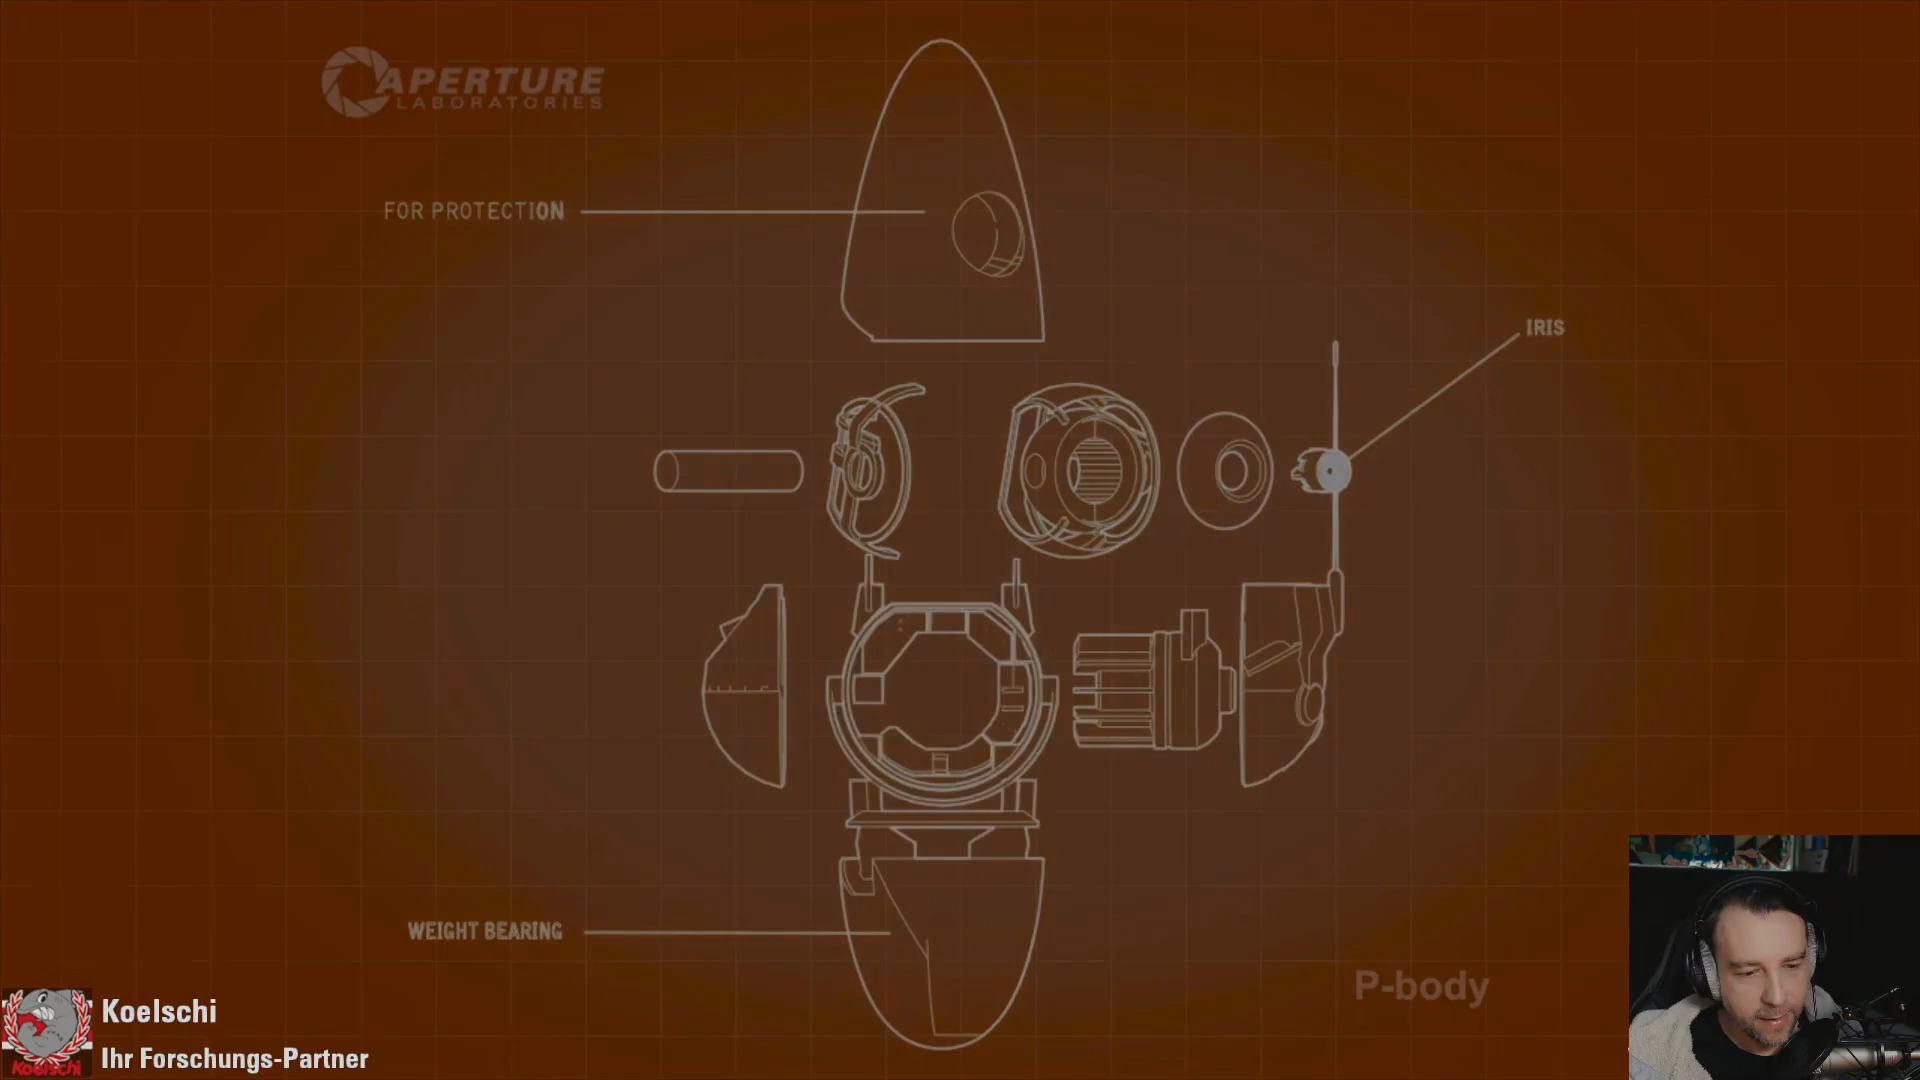 APERTURE
LABORATORIES
FOR PROTECTION
IRIS
WEIGHT BEARING
P-body
Koelschi
Ihr Forschungs-Partner
Koelschi